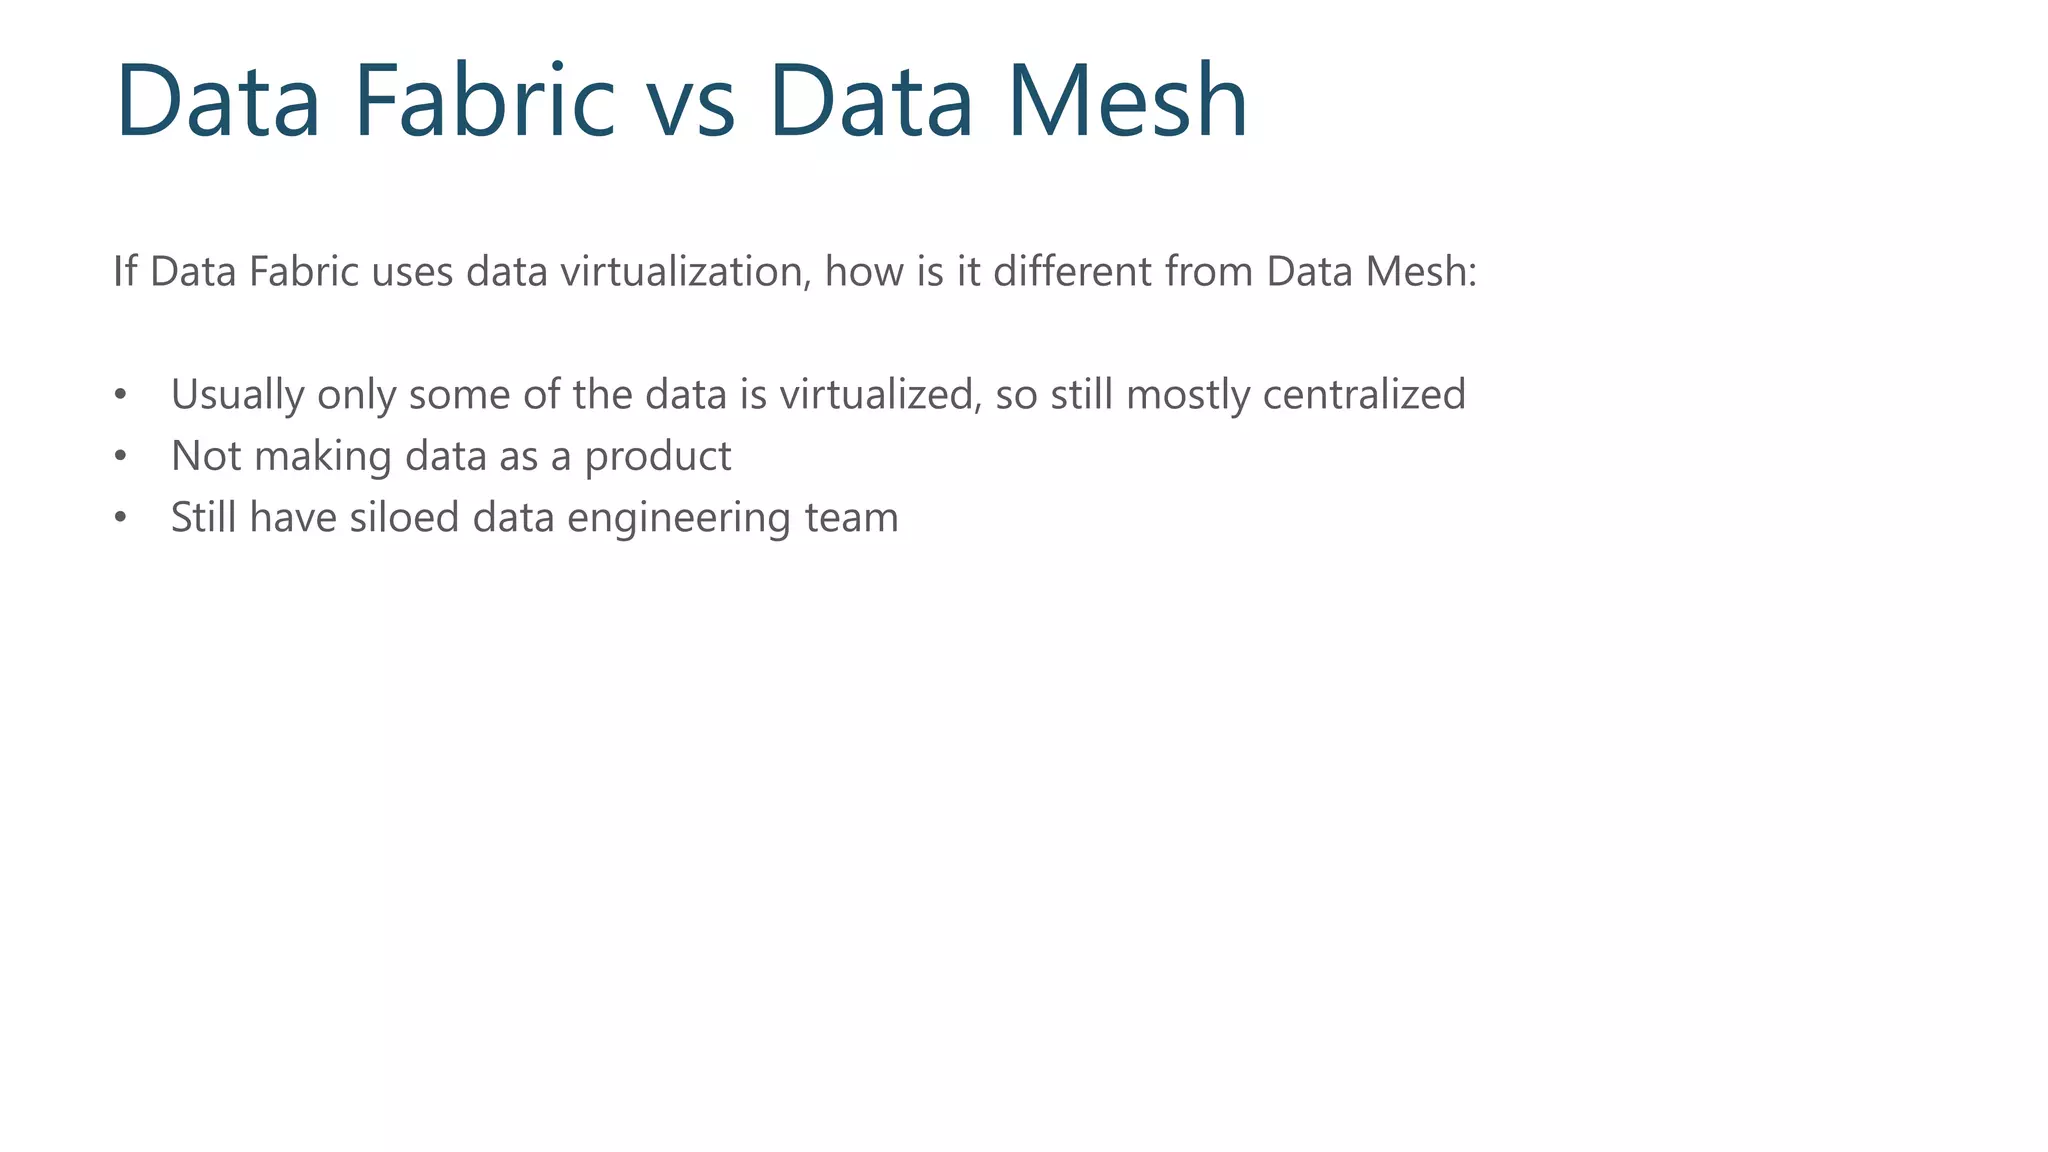 Data Fabric vs Data Mesh
If Data Fabric uses data virtualization, how is it different from Data Mesh:
• Usually only some of the data is virtualized, so still mostly centralized
• Not making data as a product
• Still have siloed data engineering team